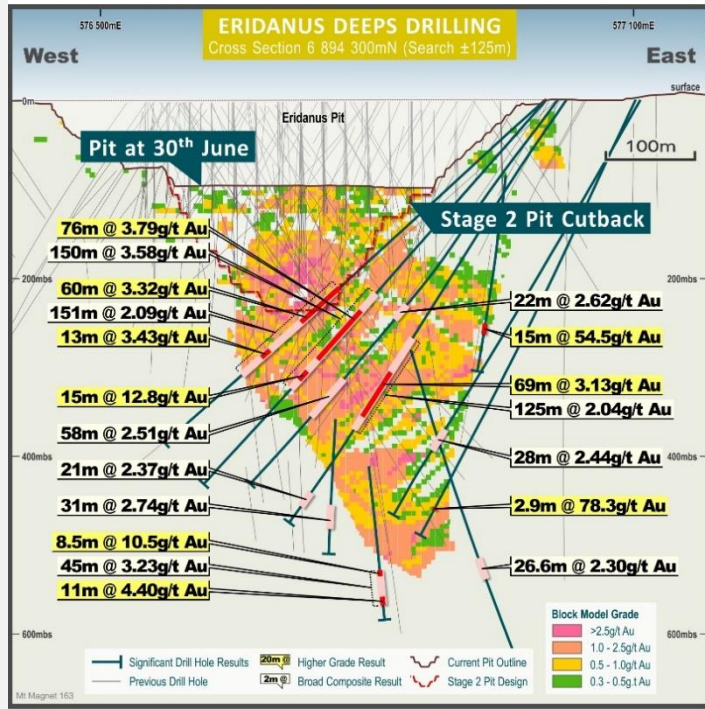 576 500mE
ERIDANUS DEEPS DRILLING
Cross Section 6 894 300mN (Search ±125m)
577 100mE
West
East
0m
surface
Eridanus Pit
100m
Pit at 30th June
Stage 2 Pit Cutback
76m @ 3.79g/t Au
150m @ 3.58g/t Au
200mbs
60m @ 3.32g/t Au
151m @ 2.09g/t Au
13m @ 3.43g/t Au
22m @ 2.62g/t Au
15m @ 54.5g/t Au
15m @ 12.8g/t Au
69m @ 3.13g/t Au
125m @ 2.04g/t Au
58m @ 2.51g/t Au
400mbs
28m @ 2.44g/t Au
21m @ 2.37g/t Au
31m @ 2.74g/t Au
2.9m @ 78.3g/t Au
8.5m @ 10.5g/t Au
45m @ 3.23g/t Au
11m @ 4.40g/t Au
26.6m @ 2.30g/t Au
600mbs
Block Model Grade
>2.5g/t Au
1.0 - 2.5g/t Au
0.5 - 1.0g/t Au
0.3 - 0.5g.t Au
Significant Drill Hole Results
20m @ Higher Grade Result
Current Pit Outline
Previous Drill Hole
2m @ Broad Composite Result
Stage 2 Pit Design
Mt Magnet 163